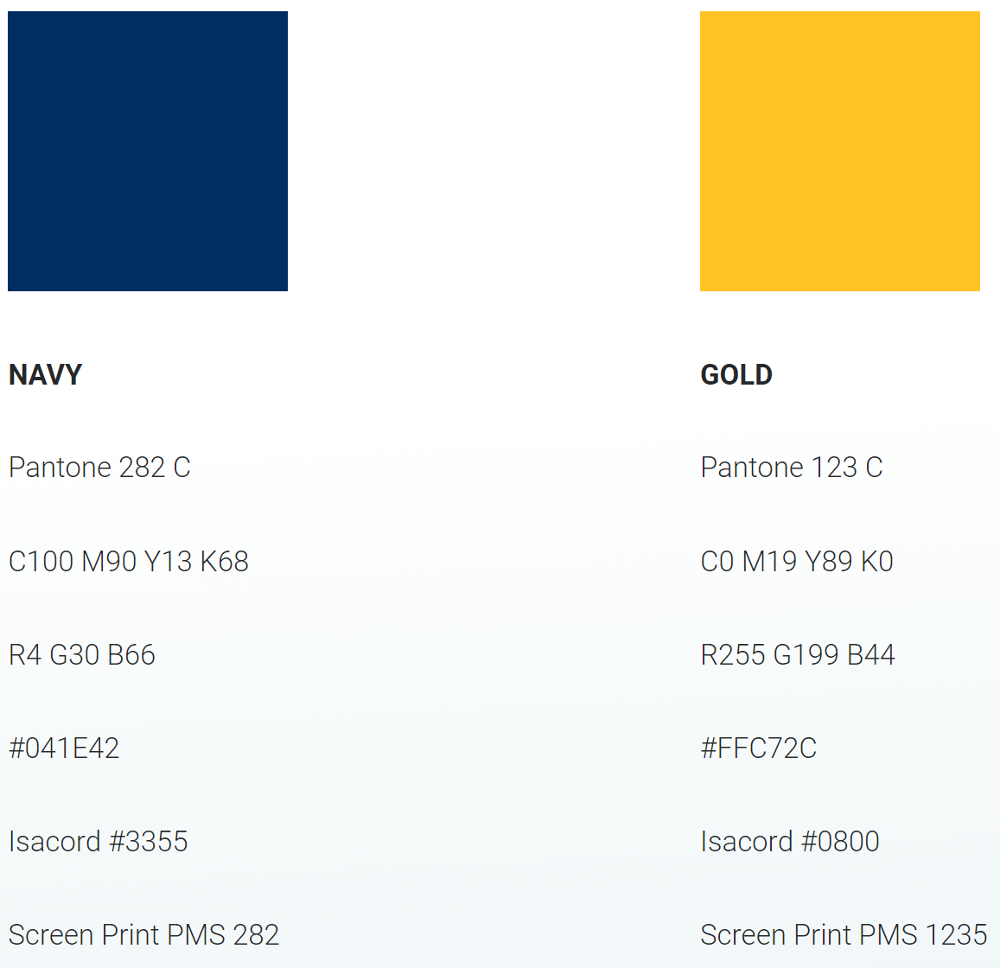 NAVY
Pantone 282 C
C100 M90 Y13 K68
R4 G30 B66
#041E42
Isacord #3355
Screen Print PMS 282
GOLD
Pantone 123 C
C0 M19 Y89 K0
R255 G199 B44
#FFC72C
Isacord #0800
Screen Print PMS 1235